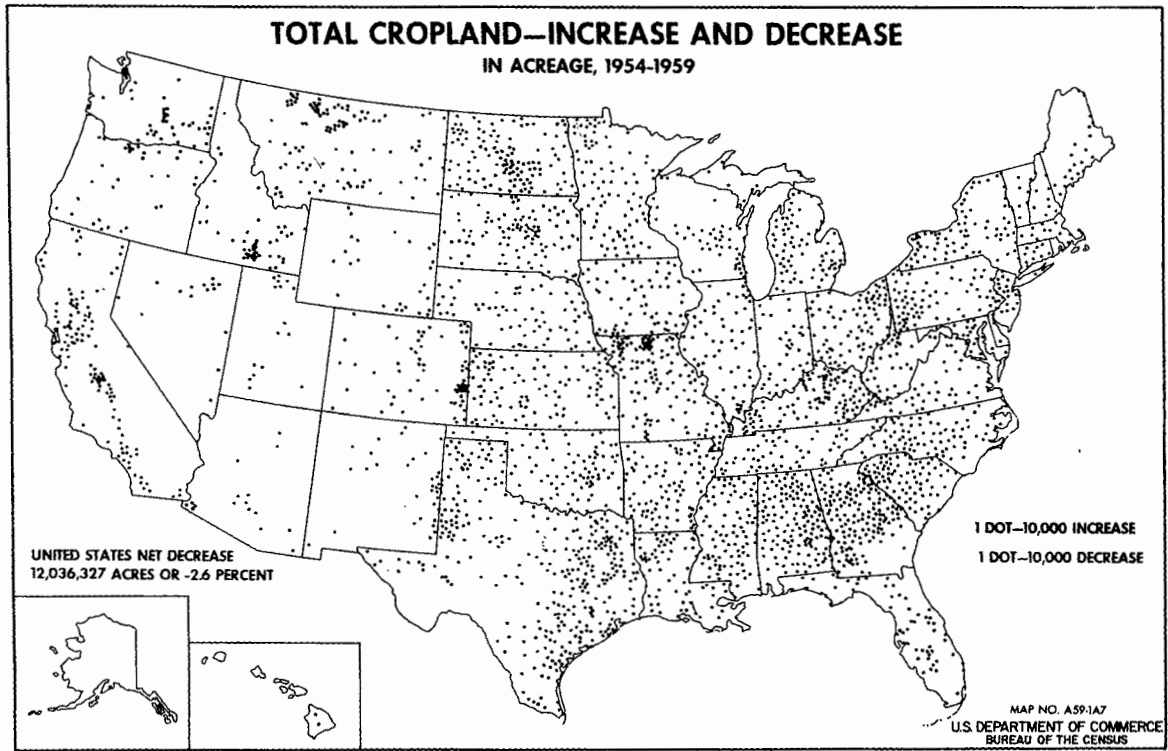 TOTAL CROPLAND—INCREASE AND DECREASE
IN ACREAGE, 1954-1959
1 DOT—10,000 INCREASE
1 DOT—10,000 DECREASE
UNITED STATES NET DECREASE
12,036,327 ACRES OR -2.6 PERCENT
MAP NO. A59-1A7
U.S. DEPARTMENT OF COMMERCE
BUREAU OF THE CENSUS